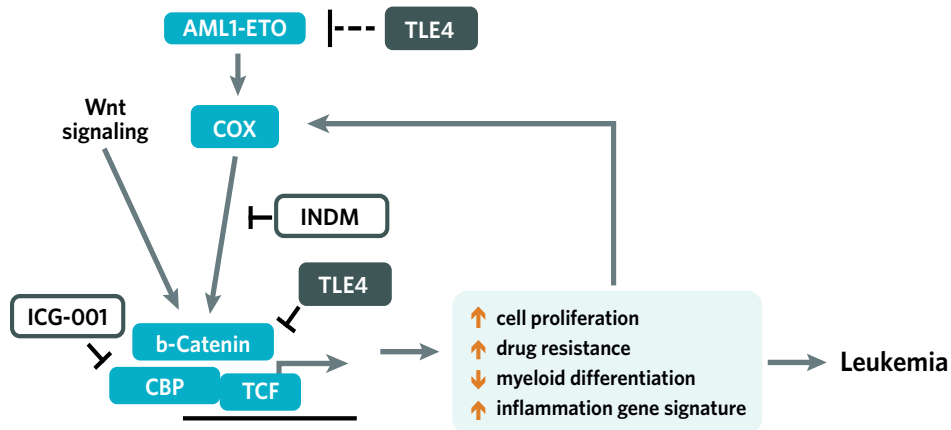 AML1-ETO
TLE4
Wnt
signaling
COX
INDM
TLE4
ICG-001
b-Catenin
CBP
TCF
cell proliferation
drug resistance
myeloid differentiation
inflammation gene signature
Leukemia